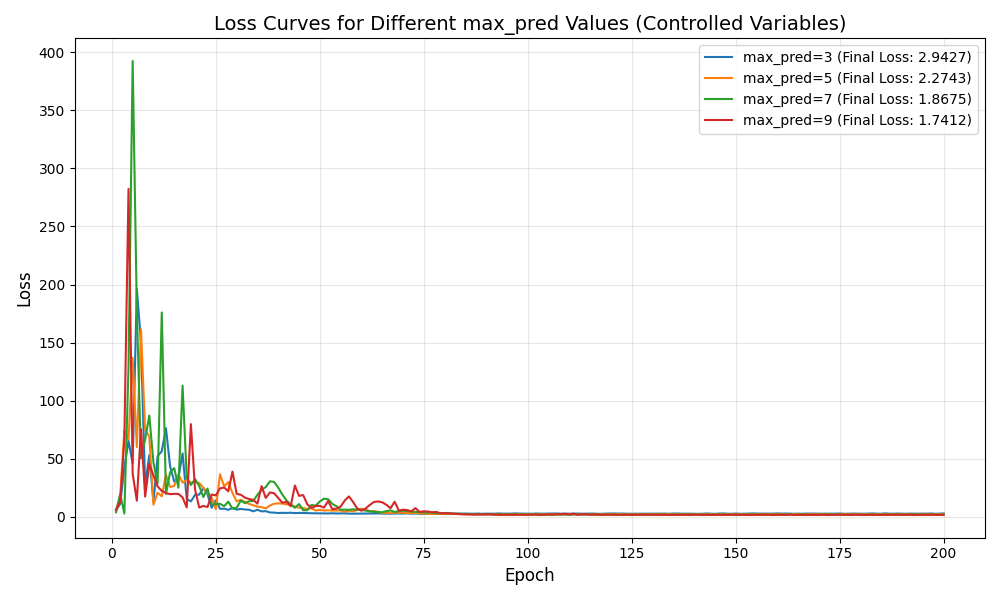 Loss Curves for Different max_pred Values (Controlled Variables)
max_pred=3 (Final Loss: 2.9427)
max_pred=5 (Final Loss: 2.2743)
max_pred=7 (Final Loss: 1.8675)
max_pred=9 (Final Loss: 1.7412)
Loss
400
350
300
250
200
150
100
50
0
0 25 50 75 100 125 150 175 200
Epoch